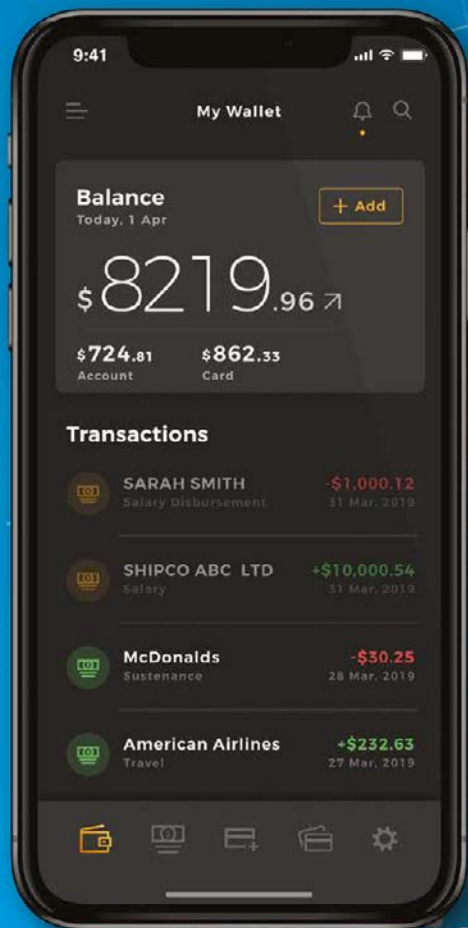 9:41
My Wallet
Balance
+ Add
Today, 1 Apr
$8219.96
$724.81 $862.33
Account Card
Transactions
SARAH SMITH -$1,000.12
Salary Disbursement 31 Mar, 2019
SHIPCO ABC LTD +$10,000.54
Salary 31 Mar, 2019
McDonalds -$30.25
Sustenance 28 Mar, 2019
American Airlines +$232.63
Travel 27 Mar, 2019